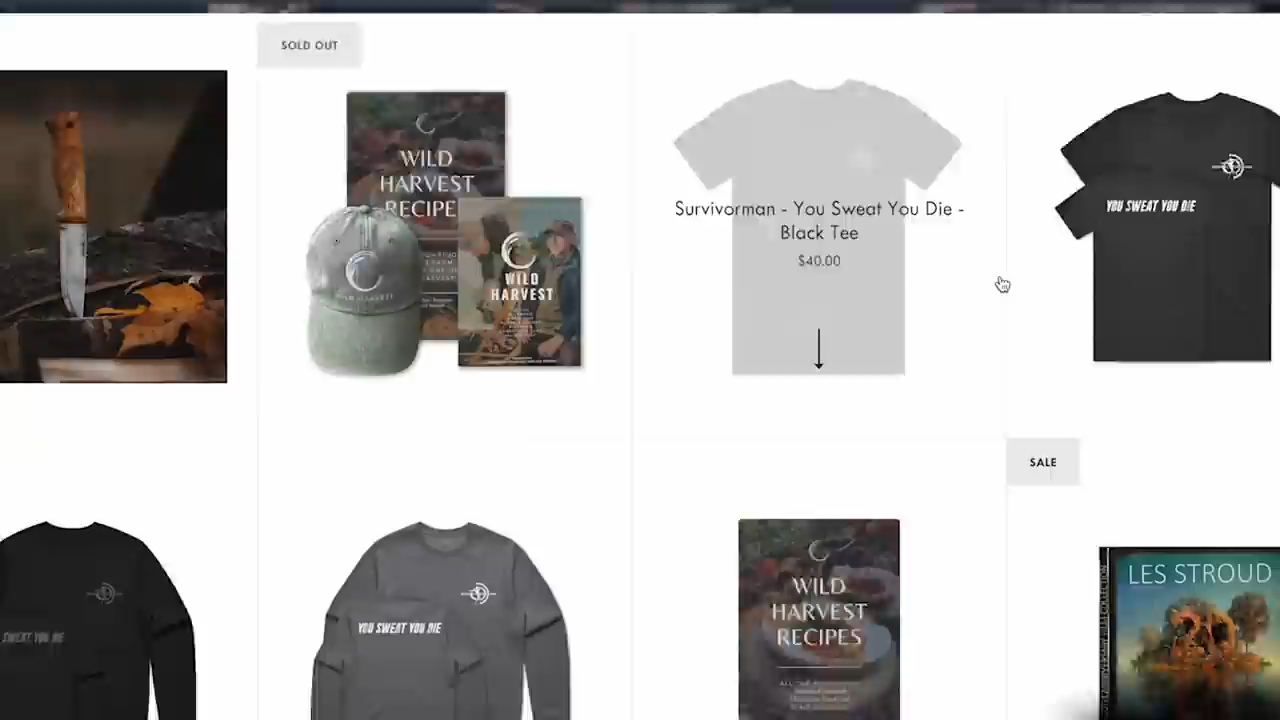 SOLD OUT
WILD
HARVEST
RECIPE
WILD
HARVEST
Survivorman - You Sweat You Die -
Black Tee
$40.00
YOU SWEAT YOU DIE
SALE
SWEAT YOU DIE
YOU SWEAT YOU DIE
WILD
HARVEST
RECIPES
LES STROUD